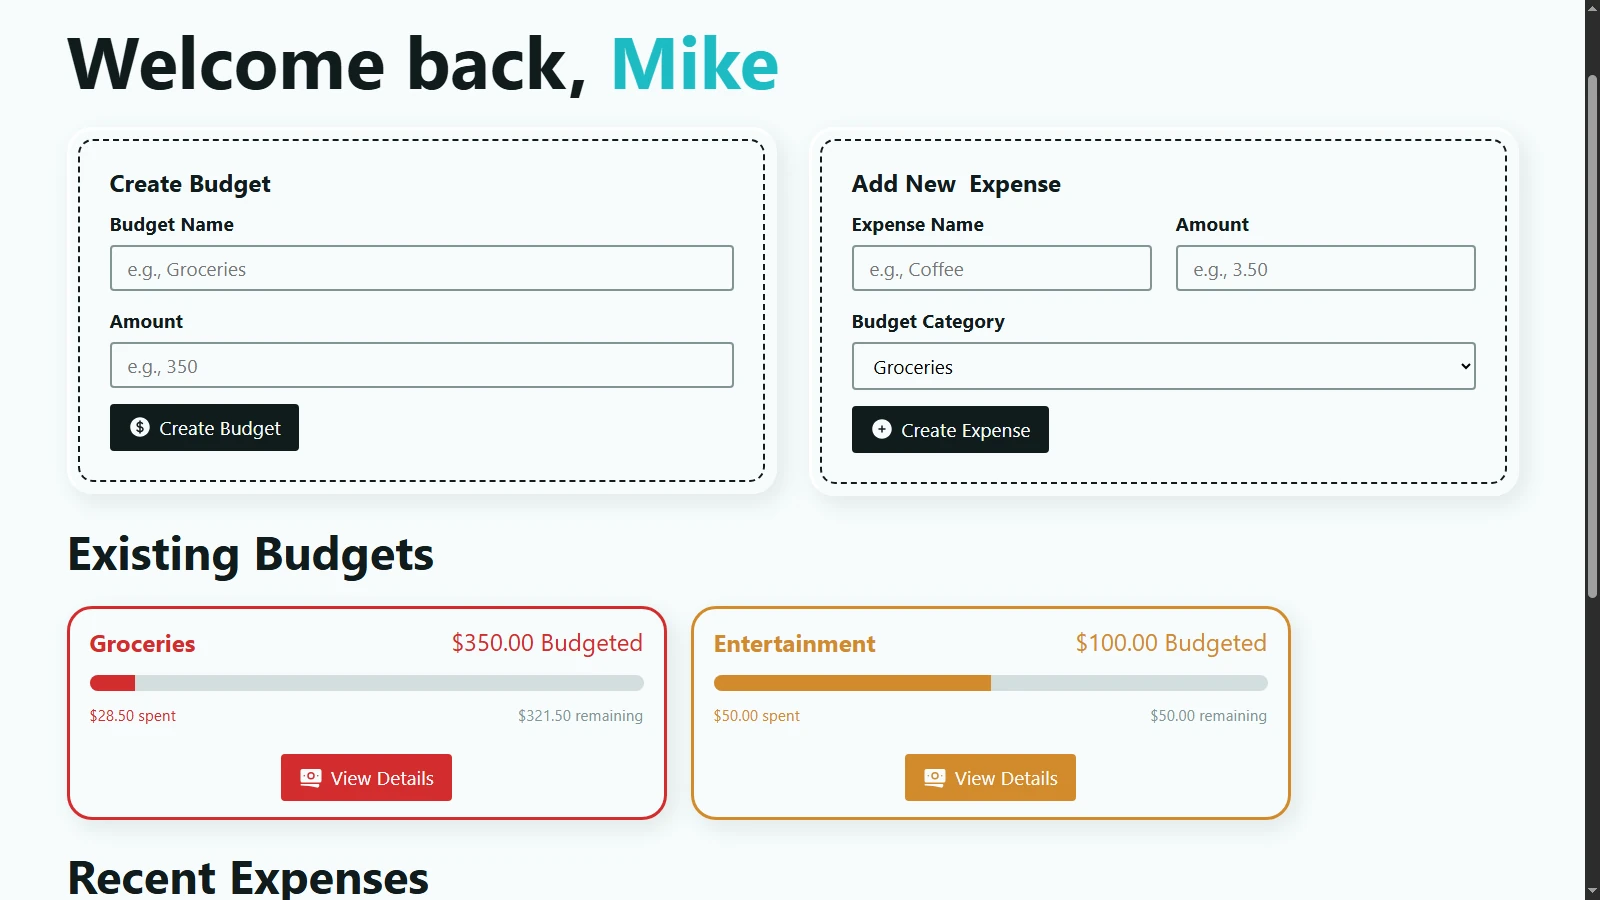 Welcome back, Mike
Create Budget
Budget Name
e.g., Groceries
Amount
e.g., 350
Create Budget
Add New  Expense
Expense Name
Amount
e.g., Coffee
e.g., 3.50
Budget Category
Groceries
Create Expense
Existing Budgets
Groceries
$350.00 Budgeted
$28.50 spent
$321.50 remaining
View Details
Entertainment
$100.00 Budgeted
$50.00 spent
$50.00 remaining
View Details
Recent Expenses